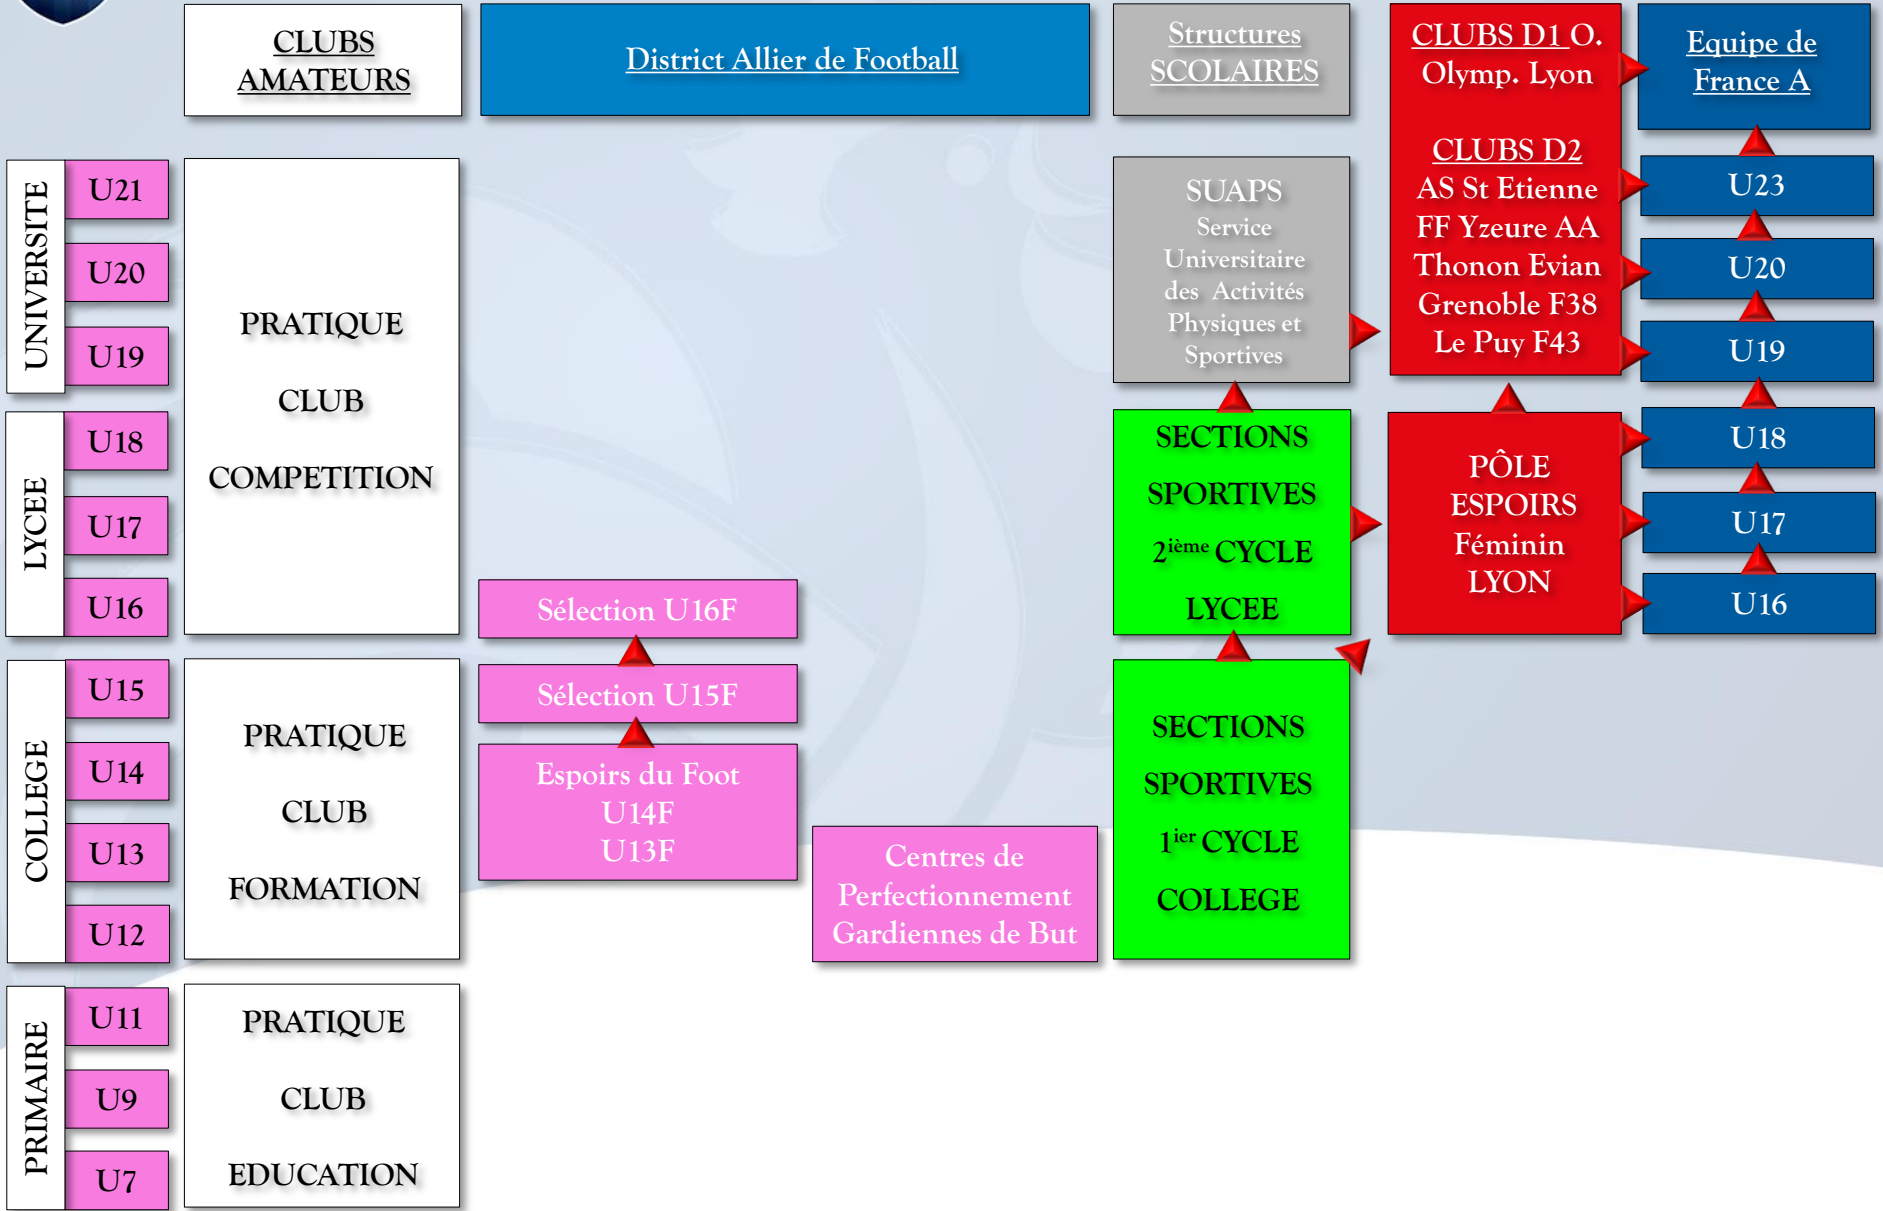 CLUBS
AMATEURS
District Allier de Football
Structures
SCOLAIRES
CLUBS D1 O.
Olymp. Lyon
CLUBS D2
AS St Etienne
FF Yzeure AA
Thonon Evian
Grenoble F38
Le Puy F43
Equipe de
France A
UNIVERSITE
U21
U20
U19
LYCEE
U18
U17
U16
COLLEGE
U15
U14
U13
U12
PRIMAIRE
U11
U9
U7
PRATIQUE
CLUB
COMPETITION
PRATIQUE
CLUB
FORMATION
PRATIQUE
CLUB
EDUCATION
Sélection U16F
Sélection U15F
Espoirs du Foot
U14F
U13F
Centres de
Perfectionnement
Gardiennes de But
SUAPS
Service
Universitaire
des Activités
Physiques et
Sportives
SECTIONS
SPORTIVES
2ième CYCLE
LYCEE
SECTIONS
SPORTIVES
1ier CYCLE
COLLEGE
PÔLE
ESPOIRS
Féminin
LYON
U23
U20
U19
U18
U17
U16